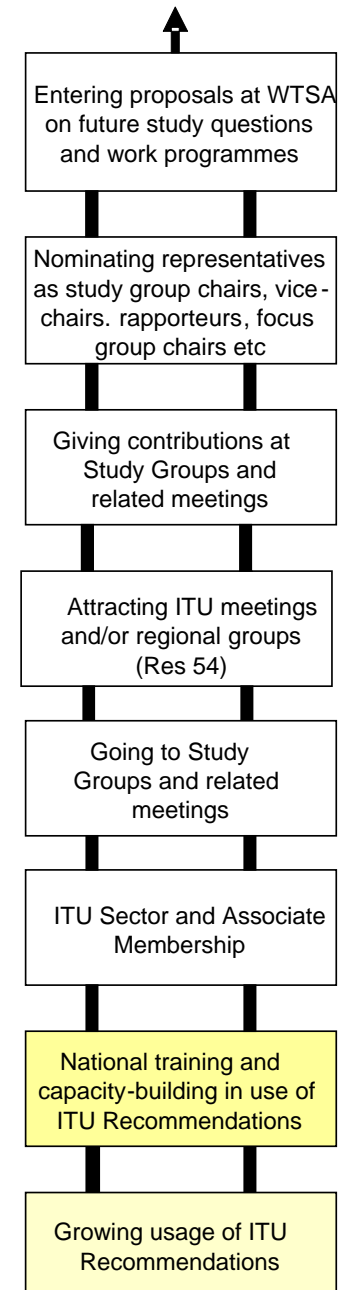 Entering proposals at WTSA
on future study questions
and work programmes
Nominating representatives
as study group chairs, vice-
chairs. rapporteurs, focus
group chairs etc
Giving contributions at
Study Groups and
related meetings
Attracting ITU meetings
and/or regional groups
(Res 54)
Going to Study
Groups and related
meetings
ITU Sector and Associate
Membership
National training and
capacity-building in use of
ITU Recommendations
Growing usage of ITU
Recommendations